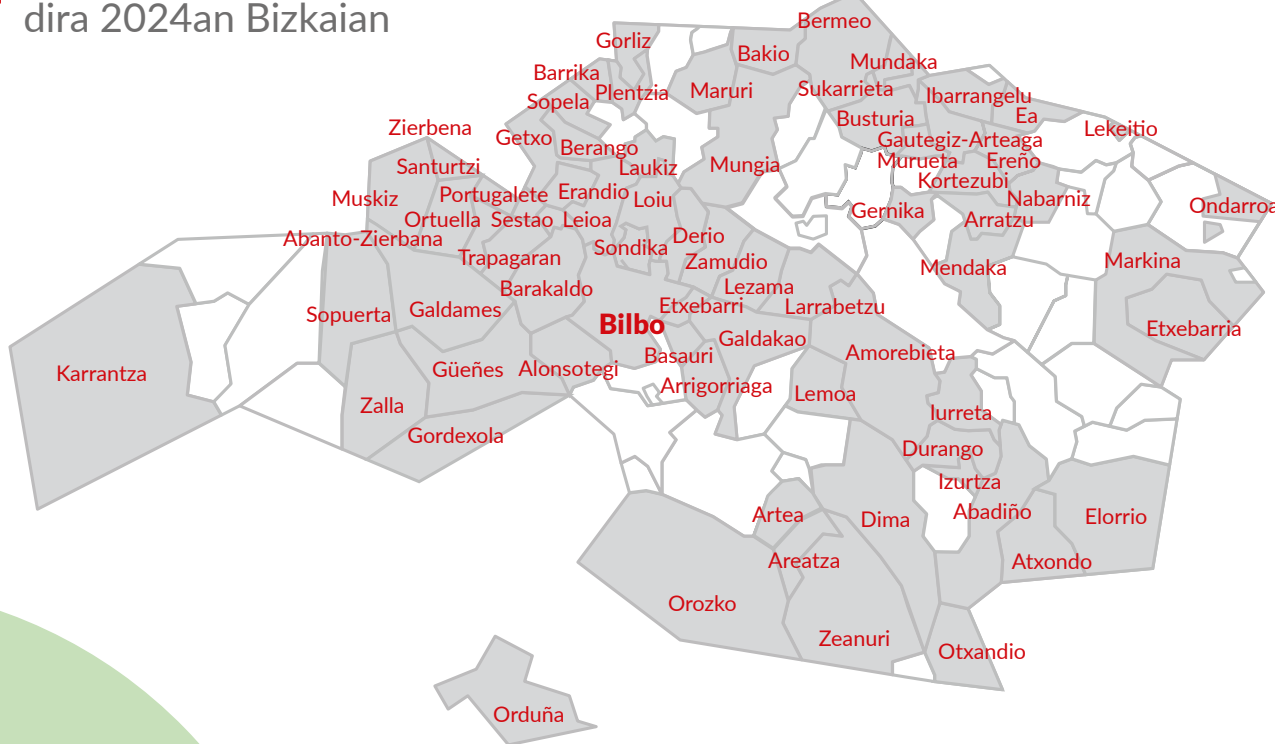 dira 2024an Bizkaian
Bermeo
Gorliz
Bakio
Mundaka
Barrika
Plentzia
Maruri
Sukarrieta
Ibarrangelu
Sopela
Ea
Busturia
Zierbena
Getxo
Lekeitio
Berango
Gautegiz-Arteaga
Santurtzi
Laukiz
Mungia
Murueta
Ereño
Kortezubi
Muskiz
Portugalete
Erandio
Loiu
Nabarniz
Ondarroa
Ortuella
Sestao
Leioa
Gernika
Arratzu
Abanto-Zierbana
Sondika
Derio
Trapagaran
Zamudio
Mendaka
Markina
Barakaldo
Lezama
Sopuerta
Galdames
Etxebarri
Larrabetzu
Bilbo
Galdakao
Etxebarria
Basauri
Amorebieta
Karrantza
Güeñes
Alonsotegi
Arrigorriaga
Lemoa
Zalla
Iurreta
Gordexola
Durango
Izurtza
Artea
Dima
Abadiño
Elorrio
Areatza
Atxondo
Orozko
Zeanuri
Otxandio
Orduña